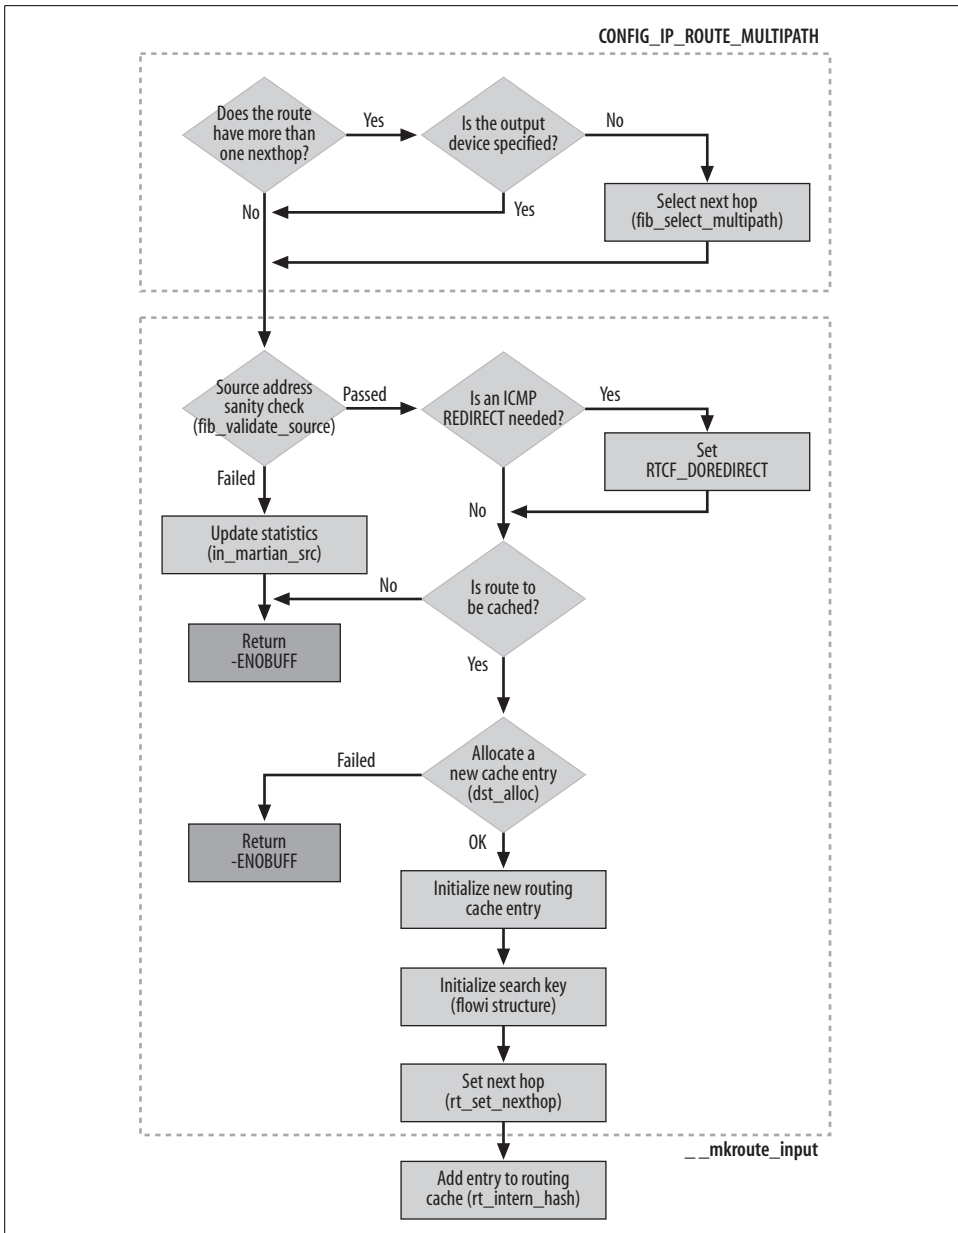 CONFIG_IP_ROUTE_MULTIPATH
Does the route
have more than
one nexthop?
Yes
Is the output
device specified?
No
Select next hop
(fib_select_multipath)
No
Yes
Source address
sanity check
(fib_validate_source)
Passed
Is an ICMP
REDIRECT needed?
Yes
Set
RTCF_DOREDIRECT
Failed
No
Update statistics
(in_martian_src)
No
Is route to
be cached?
Return
-ENOBUFF
Yes
Allocate a
new cache entry
(dst_alloc)
Failed
Return
-ENOBUFF
OK
Initialize new routing
cache entry
Initialize search key
(flowi structure)
Set next hop
(rt_set_nexthop)
_ _mkroute_input
Add entry to routing
cache (rt_intern_hash)